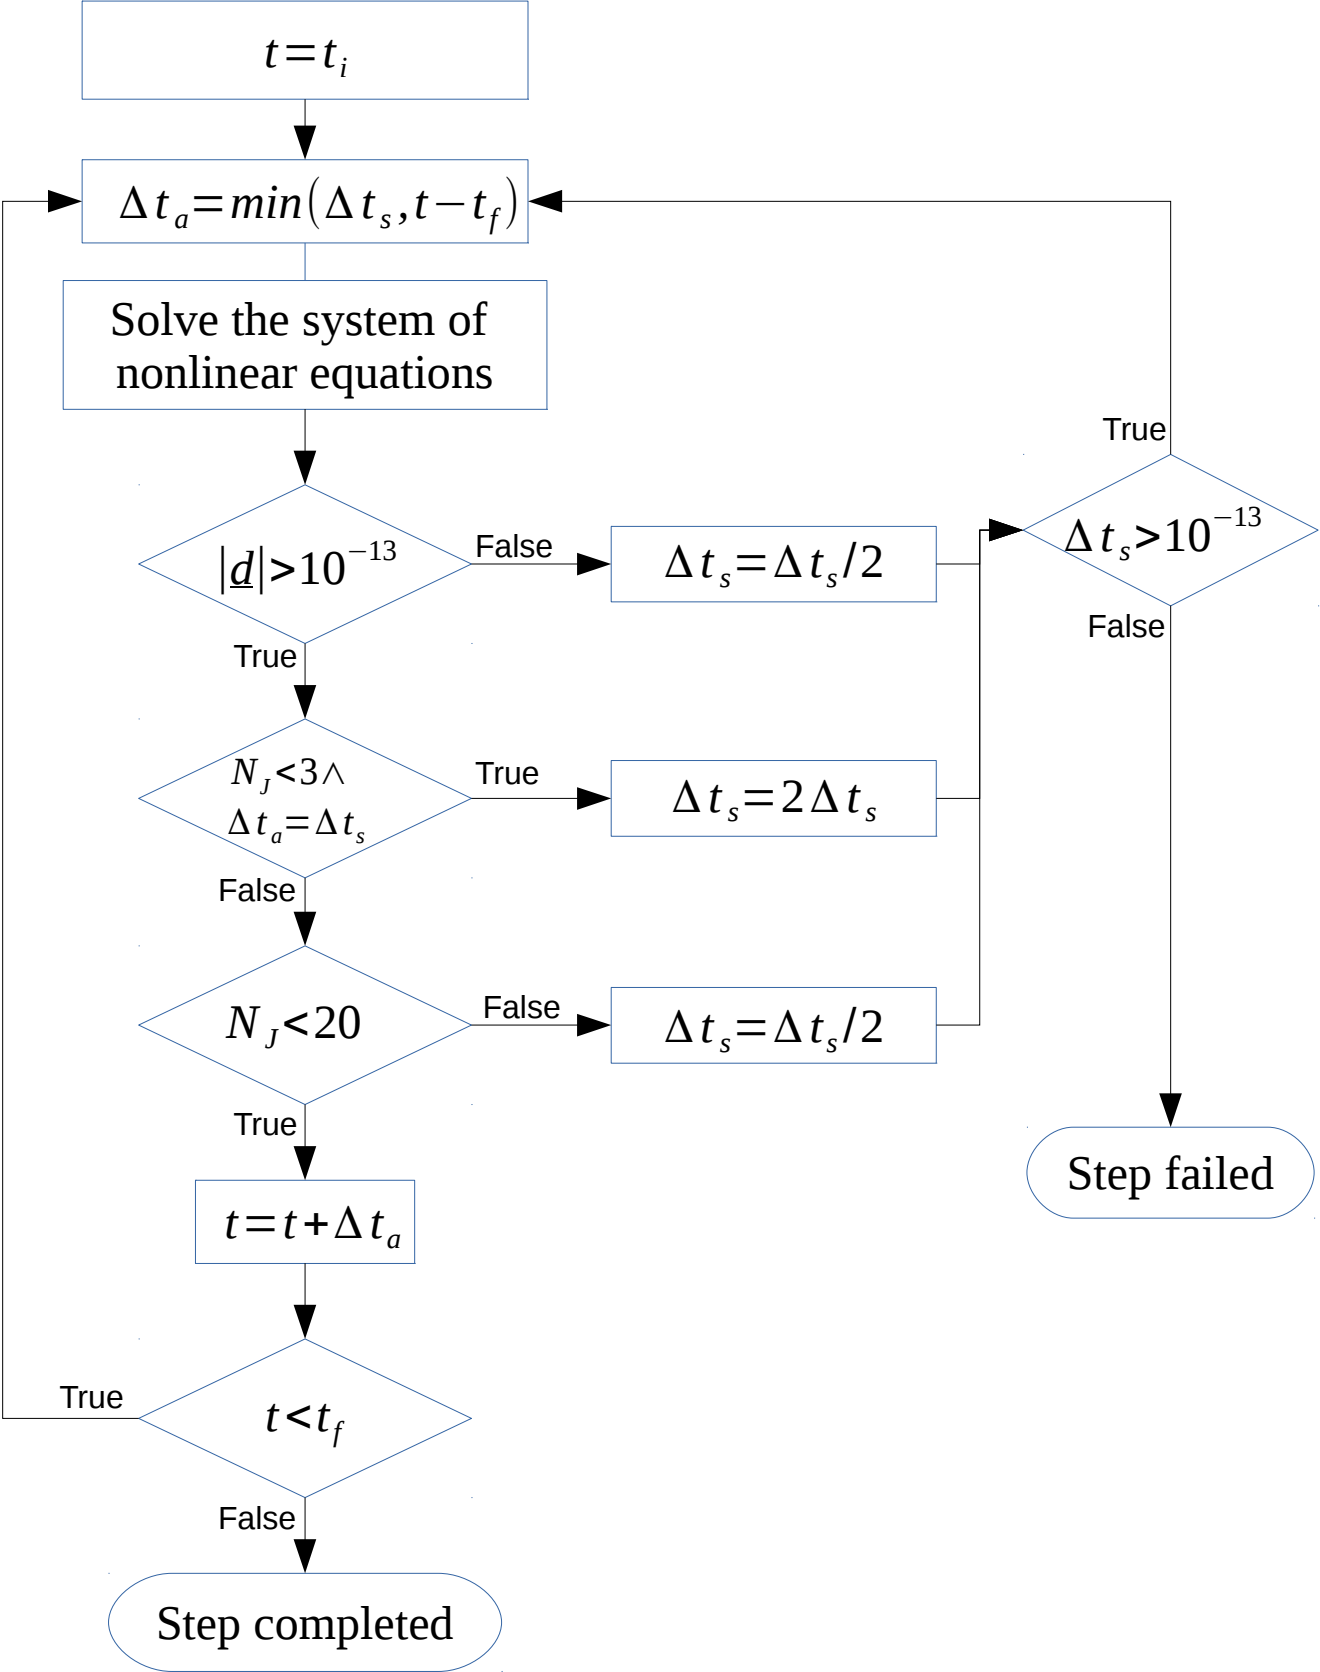 t=t_i
Δt_a=min(Δt_s,t−t_f)
Solve the system of
nonlinear equations
True
|d|>10^−13
False
Δt_s=Δt_s/2
Δt_s>10^−13
False
True
N_J<3∧
Δt_a=Δt_s
True
Δt_s=2Δt_s
False
N_J<20
False
Δt_s=Δt_s/2
True
Step failed
t=t+Δt_a
True
t<t_f
False
Step completed